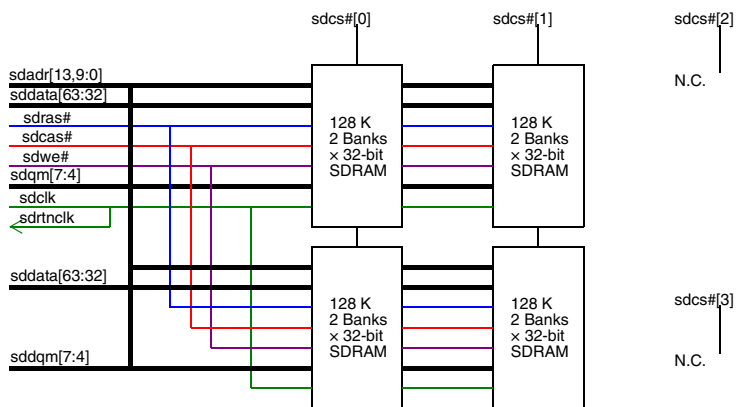 sdcs#[0]
sdcs#[1]
sdcs#[2]
sdadr[13,9:0]
sddata[63:32]
sdras#
sdcas#
sdwe#
sdqm[7:4]
sdclk
sdrtnclk
128 K
2 Banks
× 32-bit
SDRAM
128 K
2 Banks
× 32-bit
SDRAM
N.C.
sddata[63:32]
sddqm[7:4]
128 K
2 Banks
× 32-bit
SDRAM
128 K
2 Banks
× 32-bit
SDRAM
sdcs#[3]
N.C.